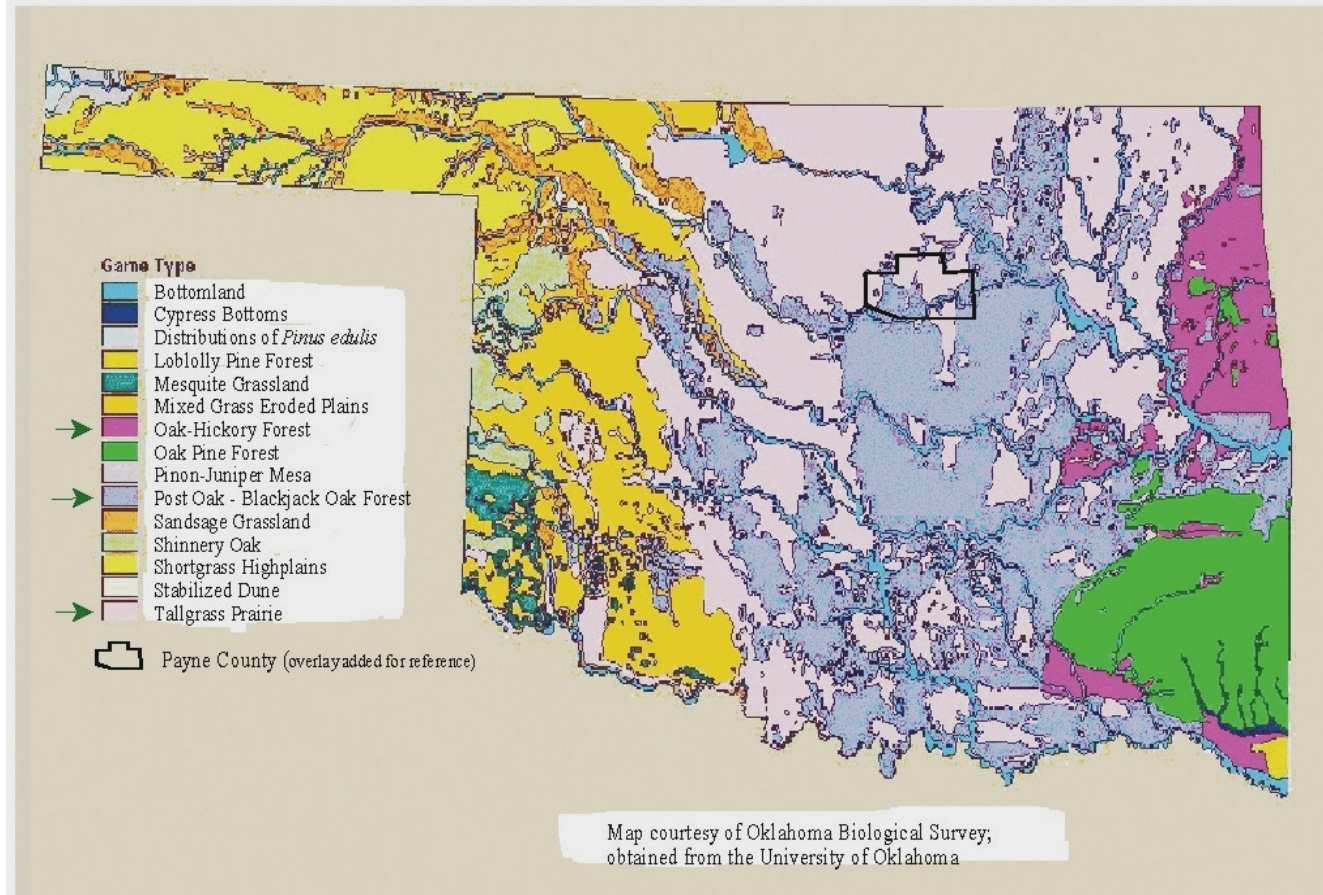 Game Type
Bottomland
Cypress Bottoms
Distributions of Pinus edulis
Loblolly Pine Forest
Mesquite Grassland
Mixed Grass Eroded Plains
Oak-Hickory Forest
Oak Pine Forest
Pinon-Juniper Mesa
Post Oak - Blackjack Oak Forest
Sandsage Grassland
Shinnery Oak
Shortgrass Highplains
Stabilized Dune
Tallgrass Prairie
Payne County (overlay added for reference)
Map courtesy of Oklahoma Biological Survey;
obtained from the University of Oklahoma